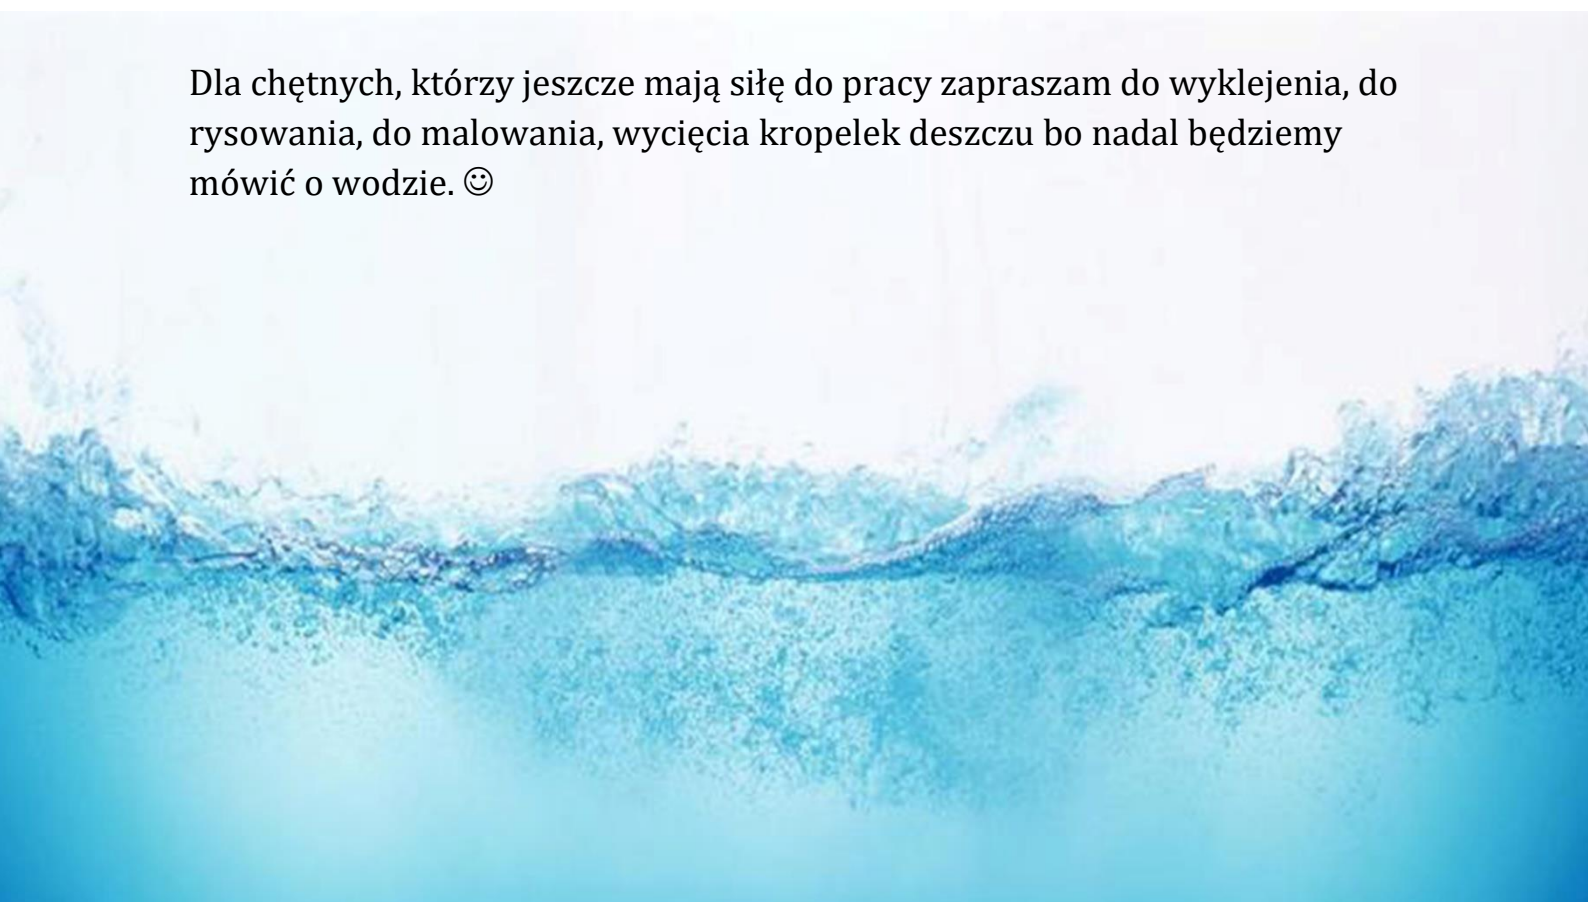 Dla chętnych, którzy jeszcze mają siłę do pracy zapraszam do wyklejenia, do
rysowania, do malowania, wycięcia kropelek deszczu bo nadal będziemy
mówić o wodzie. ☺